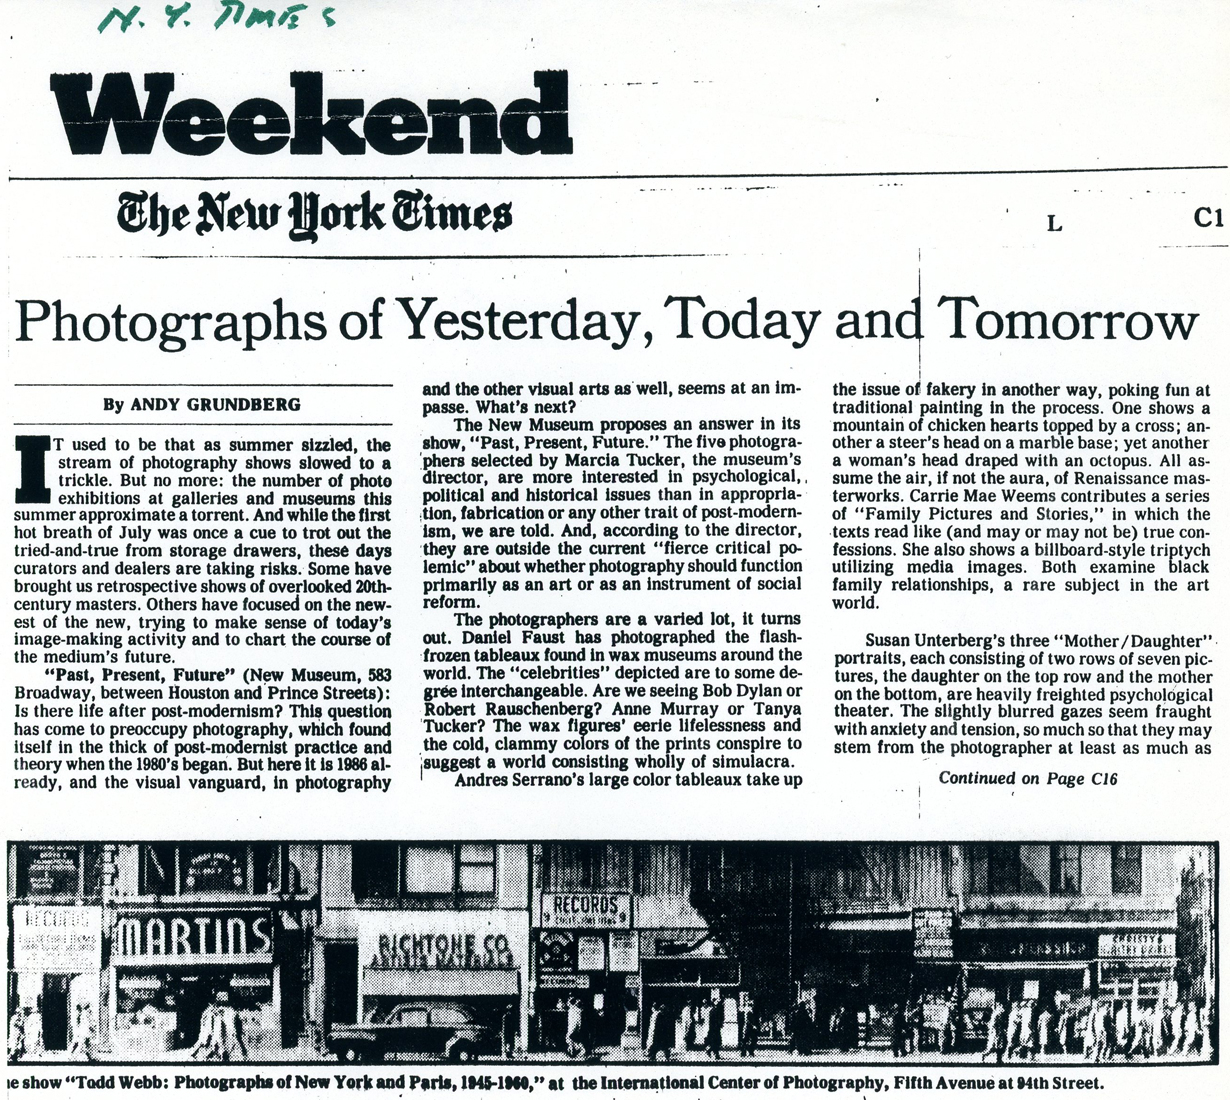 N. Y. TIMES
Weekend
The New York Times
L
C1
Photographs of Yesterday, Today and Tomorrow
By ANDY GRUNDBERG
IT used to be that as summer sizzled, the
stream of photography shows slowed to a
trickle. But no more: the number of photo
exhibitions at galleries and museums this
summer approximate a torrent. And while the first
hot breath of July was once a cue to trot out the
tried-and-true from storage drawers, these days
curators and dealers are taking risks. Some have
brought us retrospective shows of overlooked 20th-
century masters. Others have focused on the new-
est of the new, trying to make sense of today's
image-making activity and to chart the course of
the medium's future.
"Past, Present, Future" (New Museum, 583
Broadway, between Houston and Prince Streets):
Is there life after post-modernism? This question
has come to preoccupy photography, which found
itself in the thick of post-modernist practice and
theory when the 1980's began. But here it is 1986 al-
ready, and the visual vanguard, in photography
and the other visual arts as well, seems at an im-
passe. What's next?
The New Museum proposes an answer in its
show, "Past, Present, Future." The five photogra-
phers selected by Marcia Tucker, the museum's
director, are more interested in psychological,
political and historical issues than in appropria-
tion, fabrication or any other trait of post-modern-
ism, we are told. And, according to the director,
they are outside the current "fierce critical po-
lemic" about whether photography should function
primarily as an art or as an instrument of social
reform.
The photographers are a varied lot, it turns
out. Daniel Faust has photographed the flash-
frozen tableaux found in wax museums around the
world. The "celebrities" depicted are to some de-
gree interchangeable. Are we seeing Bob Dylan or
Robert Rauschenberg? Anne Murray or Tanya
Tucker? The wax figures' eerie lifelessness and
the cold, clammy colors of the prints conspire to
suggest a world consisting wholly of simulacra.
Andres Serrano's large color tableaux take up
the issue of fakery in another way, poking fun at
traditional painting in the process. One shows a
mountain of chicken hearts topped by a cross; an-
other a steer's head on a marble base; yet another
a woman's head draped with an octopus. All as-
sume the air, if not the aura, of Renaissance mas-
terworks. Carrie Mae Weems contributes a series
of "Family Pictures and Stories," in which the
texts read like (and may or may not be) true con-
fessions. She also shows a billboard-style triptych
utilizing media images. Both examine black
family relationships, a rare subject in the art
world.
Susan Unterberg's three "Mother/Daughter"
portraits, each consisting of two rows of seven pic-
tures, the daughter on the top row and the mother
on the bottom, are heavily freighted psychological
theater. The slightly blurred gazes seem fraught
with anxiety and tension, so much so that they may
stem from the photographer at least as much as
Continued on Page C16
RECORDS
MARTINS
RICHTONE CO
RECORDS
CHRISTY'S
e show "Todd Webb: Photographs of New York and Paris, 1945-1960," at the International Center of Photography, Fifth Avenue at 94th Street.